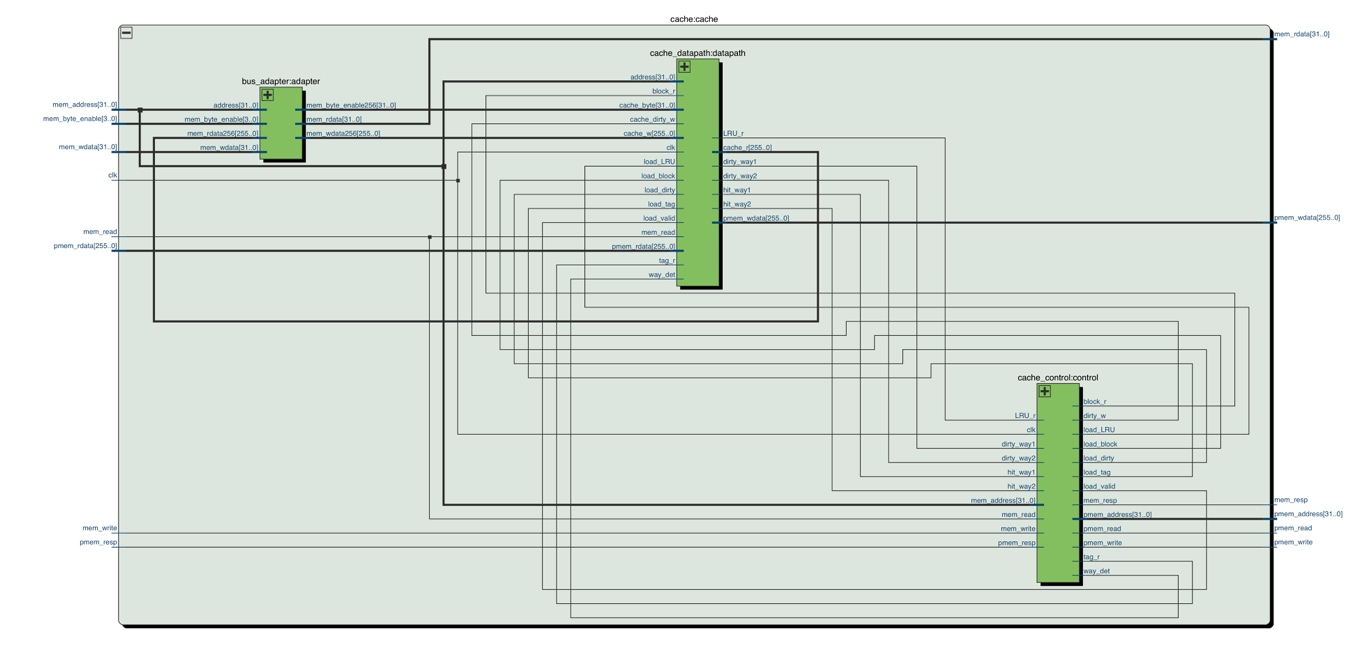 cache:cache
mem_rdata[31..0]
cache_datapath:datapath
address[31..0]
block_r
cache_byte[31..0]
cache_dirty_w
cache_w[255..0]
clk
load_LRU
load_block
load_dirty
load_tag
load_valid
mem_read
pmem_rdata[255..0]
tag_r
way_det
LRU_r
cache_r[255..0]
dirty_way1
dirty_way2
hit_way1
hit_way2
pmem_wdata[255..0]
bus_adapter:adapter
address[31..0]
mem_byte_enable[3..0]
mem_rdata256[255..0]
mem_wdata[31..0]
mem_byte_enable256[31..0]
mem_rdata[31..0]
mem_wdata256[255..0]
mem_address[31..0]
mem_byte_enable[3..0]
mem_wdata[31..0]
clk
mem_read
pmem_rdata[255..0]
pmem_wdata[255..0]
cache_control:control
LRU_r
clk
dirty_way1
dirty_way2
hit_way1
hit_way2
mem_address[31..0]
mem_read
mem_write
pmem_resp
block_r
dirty_w
load_LRU
load_block
load_dirty
load_tag
load_valid
mem_resp
pmem_address[31..0]
pmem_read
pmem_write
tag_r
way_det
mem_write
pmem_resp
mem_resp
pmem_address[31..0]
pmem_read
pmem_write